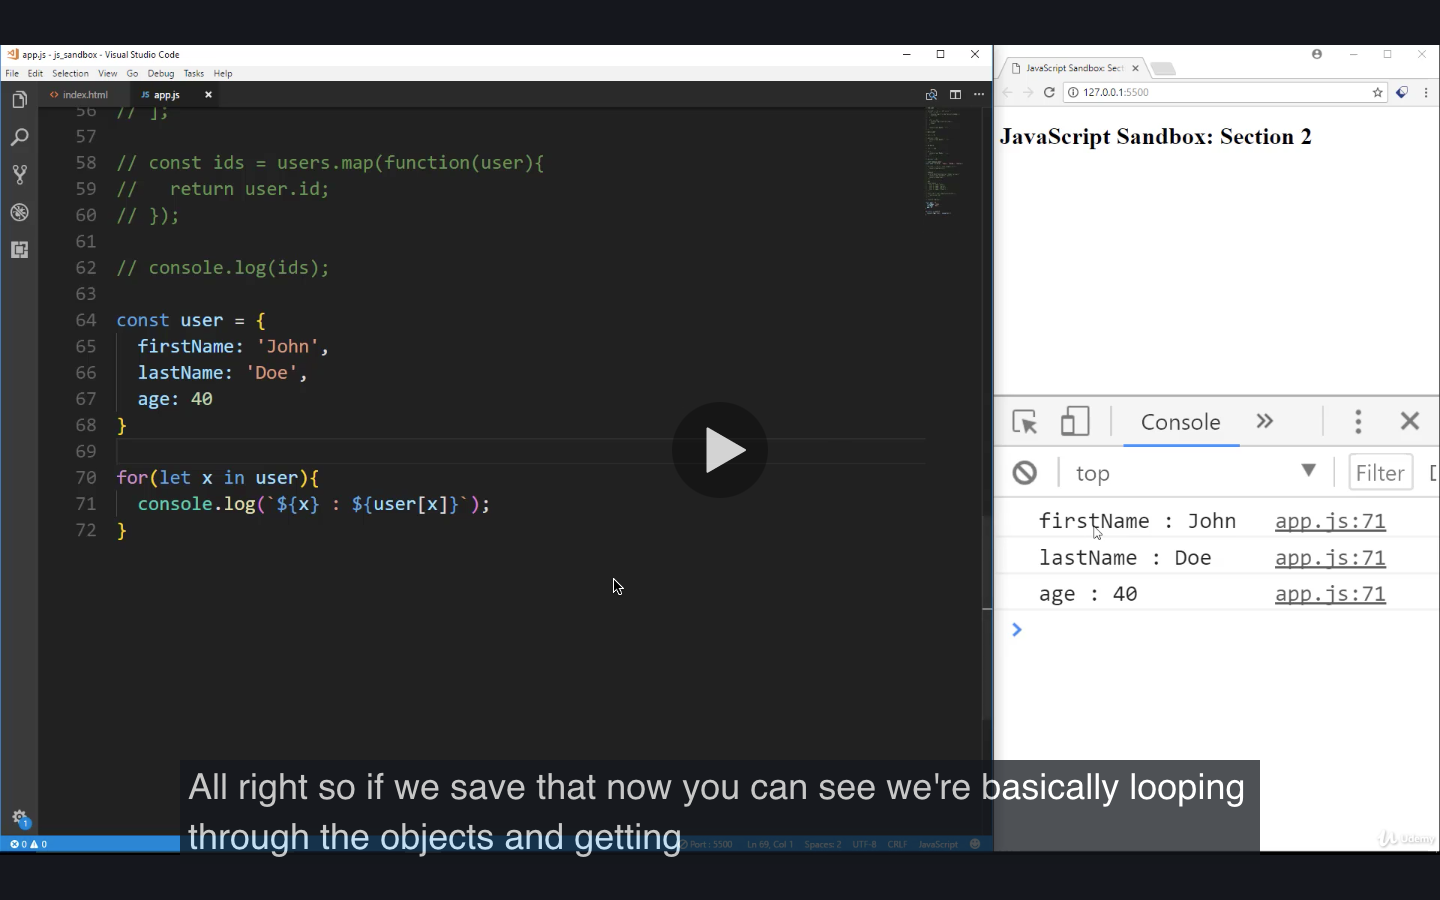 app.js - js_sandbox - Visual Studio Code
File Edit Selection View Go Debug Tasks Help
<> index.html JS app.js ×
56 // ];
57
58 // const ids = users.map(function(user){
59 //   return user.id;
60 // });
61
62 // console.log(ids);
63
64 const user = {
65   firstName: 'John',
66   lastName: 'Doe',
67   age: 40
68 }
69
70 for(let x in user){
71   console.log(`${x} : ${user[x]}`);
72 }
1
0 0
Port : 5500 Ln 69, Col 1 Spaces: 2 UTF-8 CRLF JavaScript
JavaScript Sandbox: Sect ×
127.0.0.1:5500
JavaScript Sandbox: Section 2
Console
top Filter
firstName : John app.js:71
lastName : Doe app.js:71
age : 40 app.js:71
All right so if we save that now you can see we're basically looping
through the objects and getting
Udemy